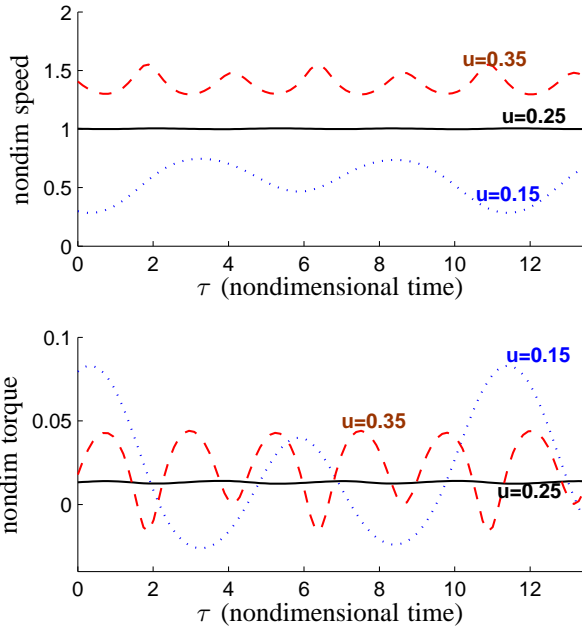 2
u=0.35
1.5
u=0.25
1
nondim speed
0.5
u=0.15
0
0 2 4 6 8 10 12
τ (nondimensional time)
0.1
u=0.15
u=0.35
0.05
nondim torque
u=0.25
0
0 2 4 6 8 10 12
τ (nondimensional time)